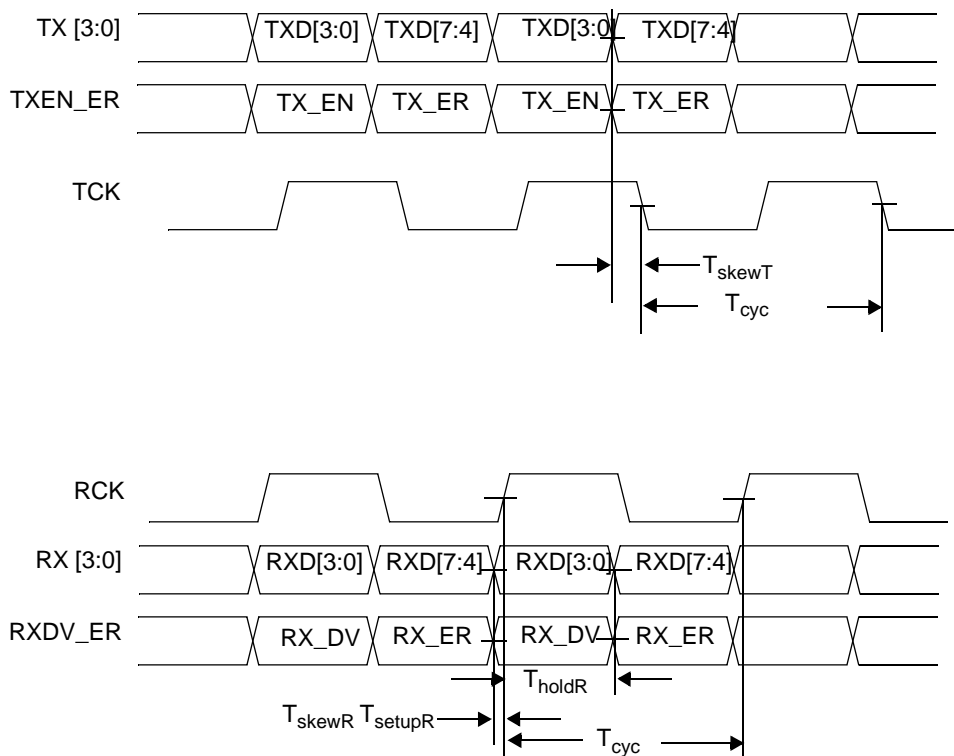 TX [3:0] TXD[3:0] TXD[7:4] TXD[3:0] TXD[7:4]
TXEN_ER TX_EN TX_ER TX_EN TX_ER
TCK
TskewT
Tcyc
RCK
RX [3:0] RXD[3:0] RXD[7:4] RXD[3:0] RXD[7:4]
RXDV_ER RX_DV RX_ER RX_DV RX_ER
TholdR
TskewR TsetupR
Tcyc